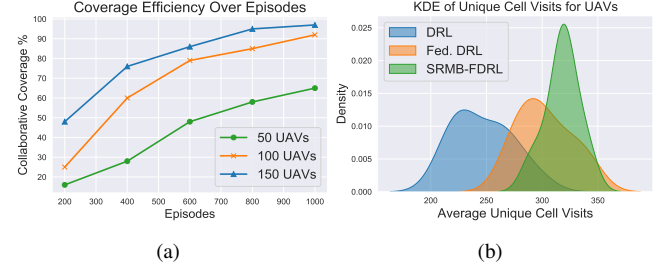 Coverage Efficiency Over Episodes
Collaborative Coverage %
100
90
80
70
60
50
40
30
20
50 UAVs
100 UAVs
150 UAVs
200 300 400 500 600 700 800 900 1000
Episodes
(a)
KDE of Unique Cell Visits for UAVs
Density
0.025
0.020
0.015
0.010
0.005
0.000
DRL
Fed. DRL
SRMB-FDRL
200 250 300 350
Average Unique Cell Visits
(b)